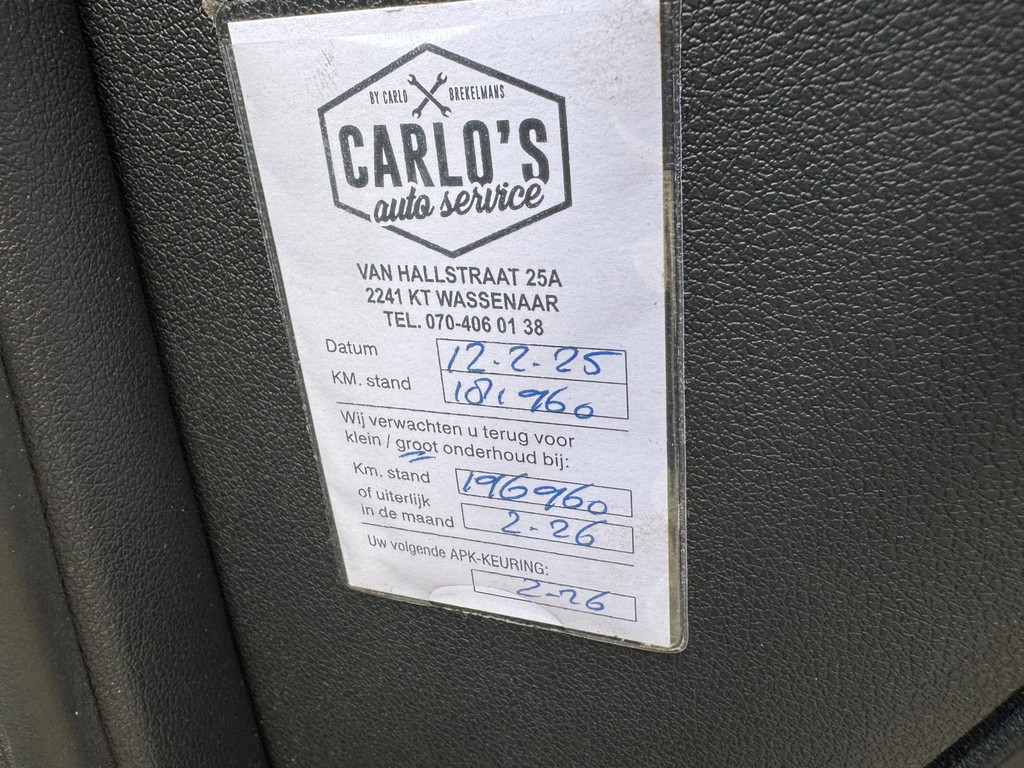 BY CARLO BREKELMANS
CARLO'S
auto service
VAN HALLSTRAAT 25A
2241 KT WASSENAAR
TEL. 070-406 01 38
Datum 12-2-25
KM. stand 181.960
Wij verwachten u terug voor
klein / groot onderhoud bij:
Km. stand 196960
of uiterlijk
in de maand 2-26
Uw volgende APK-KEURING:
2-26